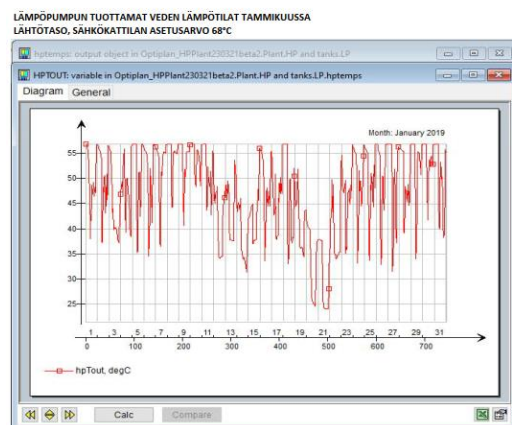 LÄMPÖPUMPUN TUOTTAMAT VEDEN LÄMPÖTILAT TAMMIKUUSSA
LÄHTÖTASO, SÄHKÖKATTILAN ASETUSARVO 68°C
hptemps: output object in Optiplan_HPPlant230321beta2.Plant.HP and tanks.LP
HPTOUT: variable in Optiplan_HPPlant230321beta2.Plant.HP and tanks.LP.hptemps
Diagram General
Month: January 2019
55
50
45
40
35
30
25
1 3 5 7 9 11 13 15 17 19 21 23 25 27 29 31
0 100 200 300 400 500 600 700
hpTout, degC
Calc Compare